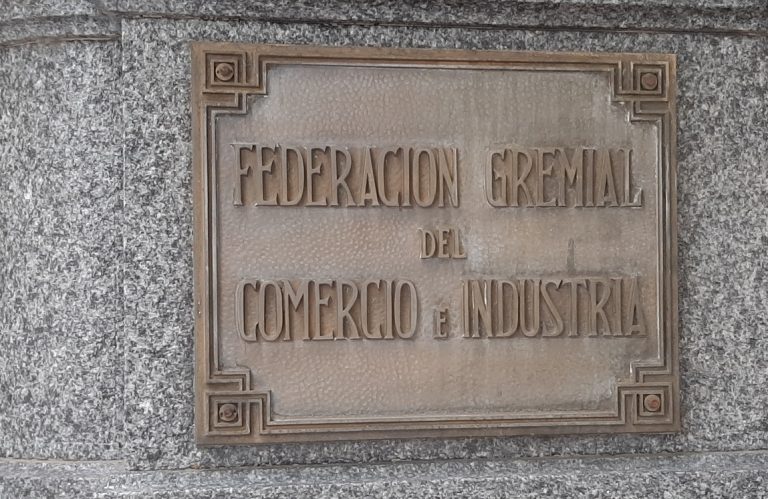 FEDERACION GREMIAL
DEL
COMERCIO E INDUSTRIA